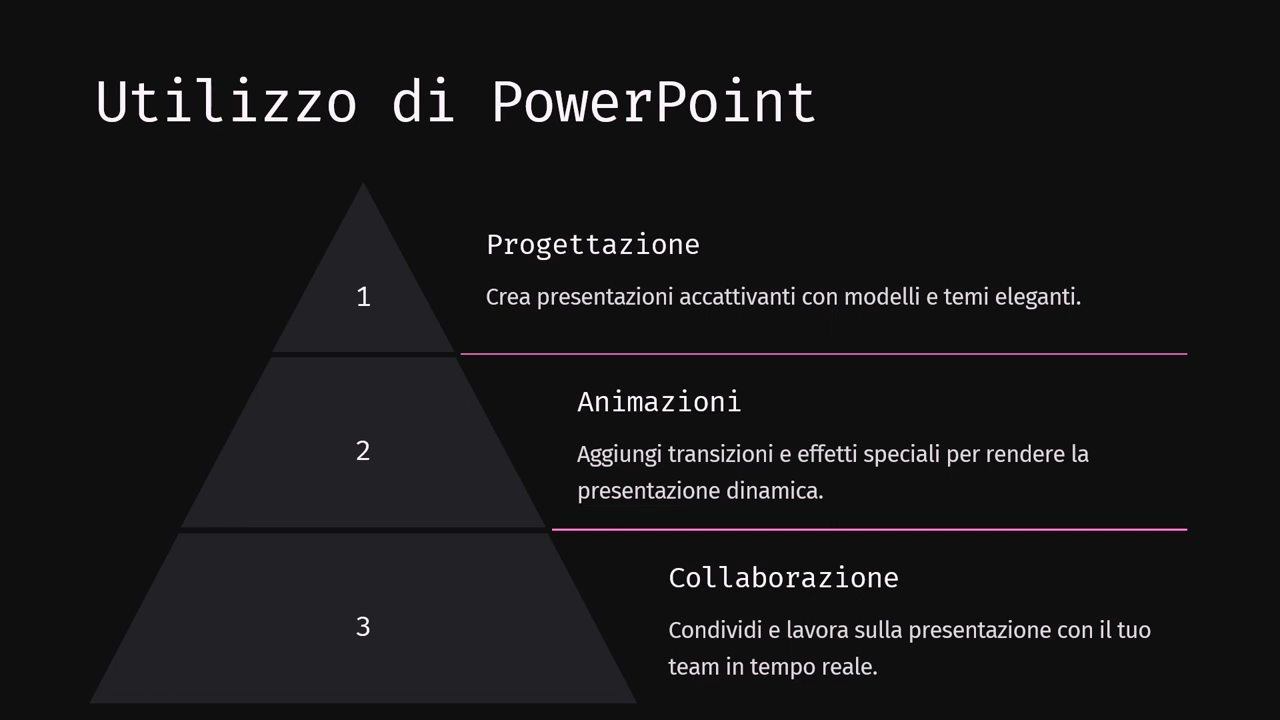 Utilizzo di PowerPoint
1
Progettazione
Crea presentazioni accattivanti con modelli e temi eleganti.
2
Animazioni
Aggiungi transizioni e effetti speciali per rendere la
presentazione dinamica.
3
Collaborazione
Condividi e lavora sulla presentazione con il tuo
team in tempo reale.